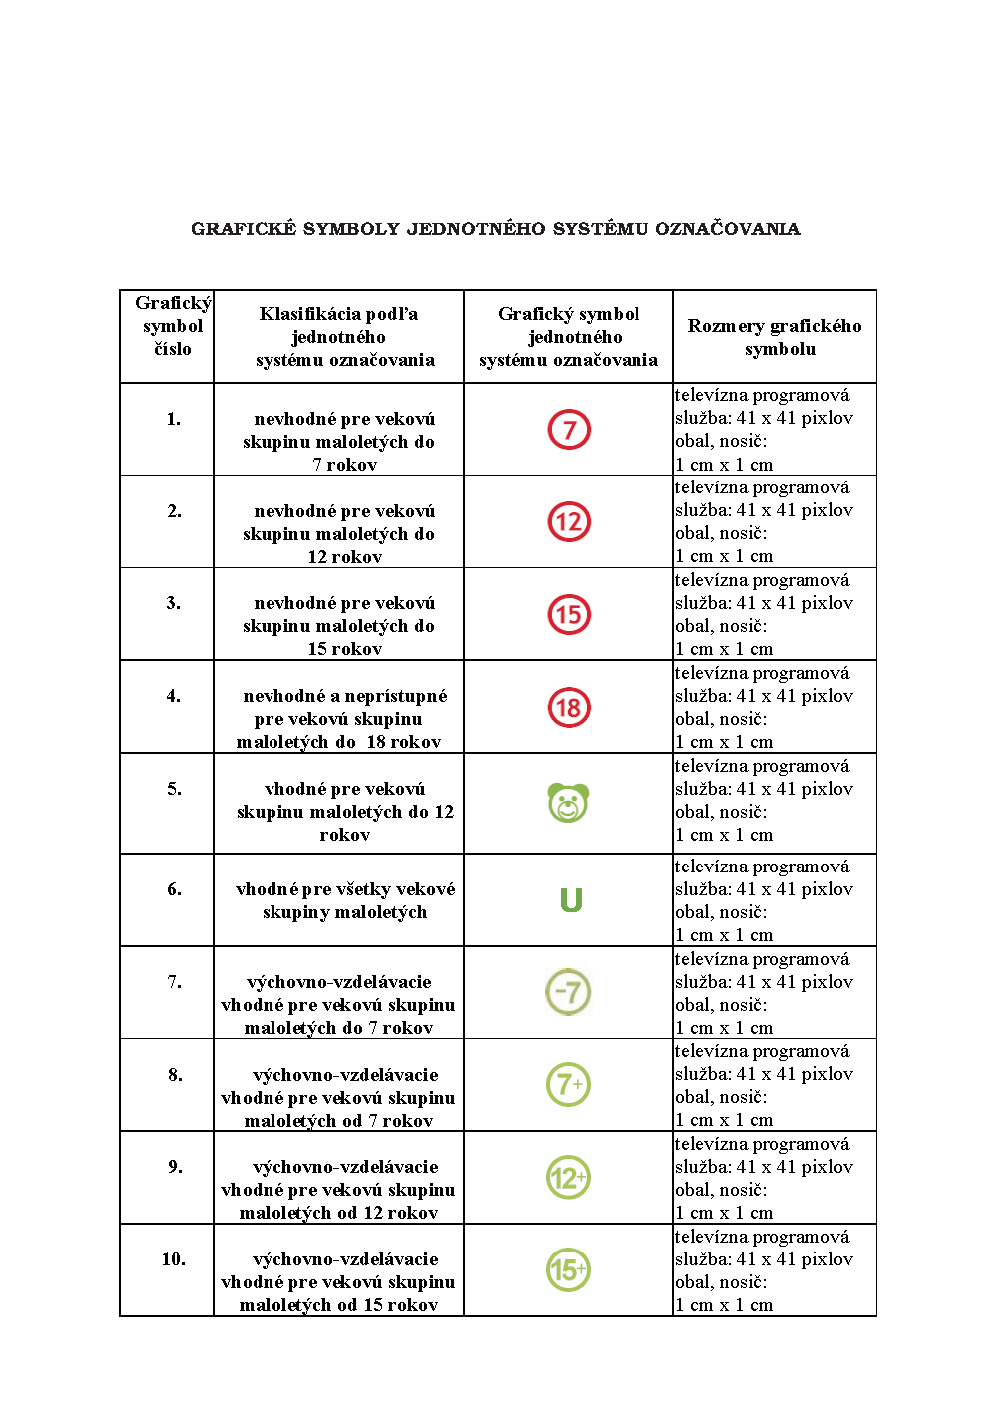 GRAFICKÉ SYMBOLY JEDNOTNÉHO SYSTÉMU OZNAČOVANIA
Grafický
symbol
číslo
Klasifikácia podľa
jednotného
systému označovania
Grafický symbol
jednotného
systému označovania
Rozmery grafického
symbolu
1.
nevhodné pre vekovú
skupinu maloletých do
7 rokov
7
televízna programová
služba: 41 x 41 pixlov
obal, nosič:
1 cm x 1 cm
2.
nevhodné pre vekovú
skupinu maloletých do
12 rokov
12
televízna programová
služba: 41 x 41 pixlov
obal, nosič:
1 cm x 1 cm
3.
nevhodné pre vekovú
skupinu maloletých do
15 rokov
15
televízna programová
služba: 41 x 41 pixlov
obal, nosič:
1 cm x 1 cm
4.
nevhodné a neprístupné
pre vekovú skupinu
maloletých do 18 rokov
18
televízna programová
služba: 41 x 41 pixlov
obal, nosič:
1 cm x 1 cm
5.
vhodné pre vekovú
skupinu maloletých do 12
rokov
televízna programová
služba: 41 x 41 pixlov
obal, nosič:
1 cm x 1 cm
6.
vhodné pre všetky vekové
skupiny maloletých
U
televízna programová
služba: 41 x 41 pixlov
obal, nosič:
1 cm x 1 cm
7.
výchovno-vzdelávacie
vhodné pre vekovú skupinu
maloletých do 7 rokov
-7
televízna programová
služba: 41 x 41 pixlov
obal, nosič:
1 cm x 1 cm
8.
výchovno-vzdelávacie
vhodné pre vekovú skupinu
maloletých od 7 rokov
7+
televízna programová
služba: 41 x 41 pixlov
obal, nosič:
1 cm x 1 cm
9.
výchovno-vzdelávacie
vhodné pre vekovú skupinu
maloletých od 12 rokov
12+
televízna programová
služba: 41 x 41 pixlov
obal, nosič:
1 cm x 1 cm
10.
výchovno-vzdelávacie
vhodné pre vekovú skupinu
maloletých od 15 rokov
15+
televízna programová
služba: 41 x 41 pixlov
obal, nosič:
1 cm x 1 cm